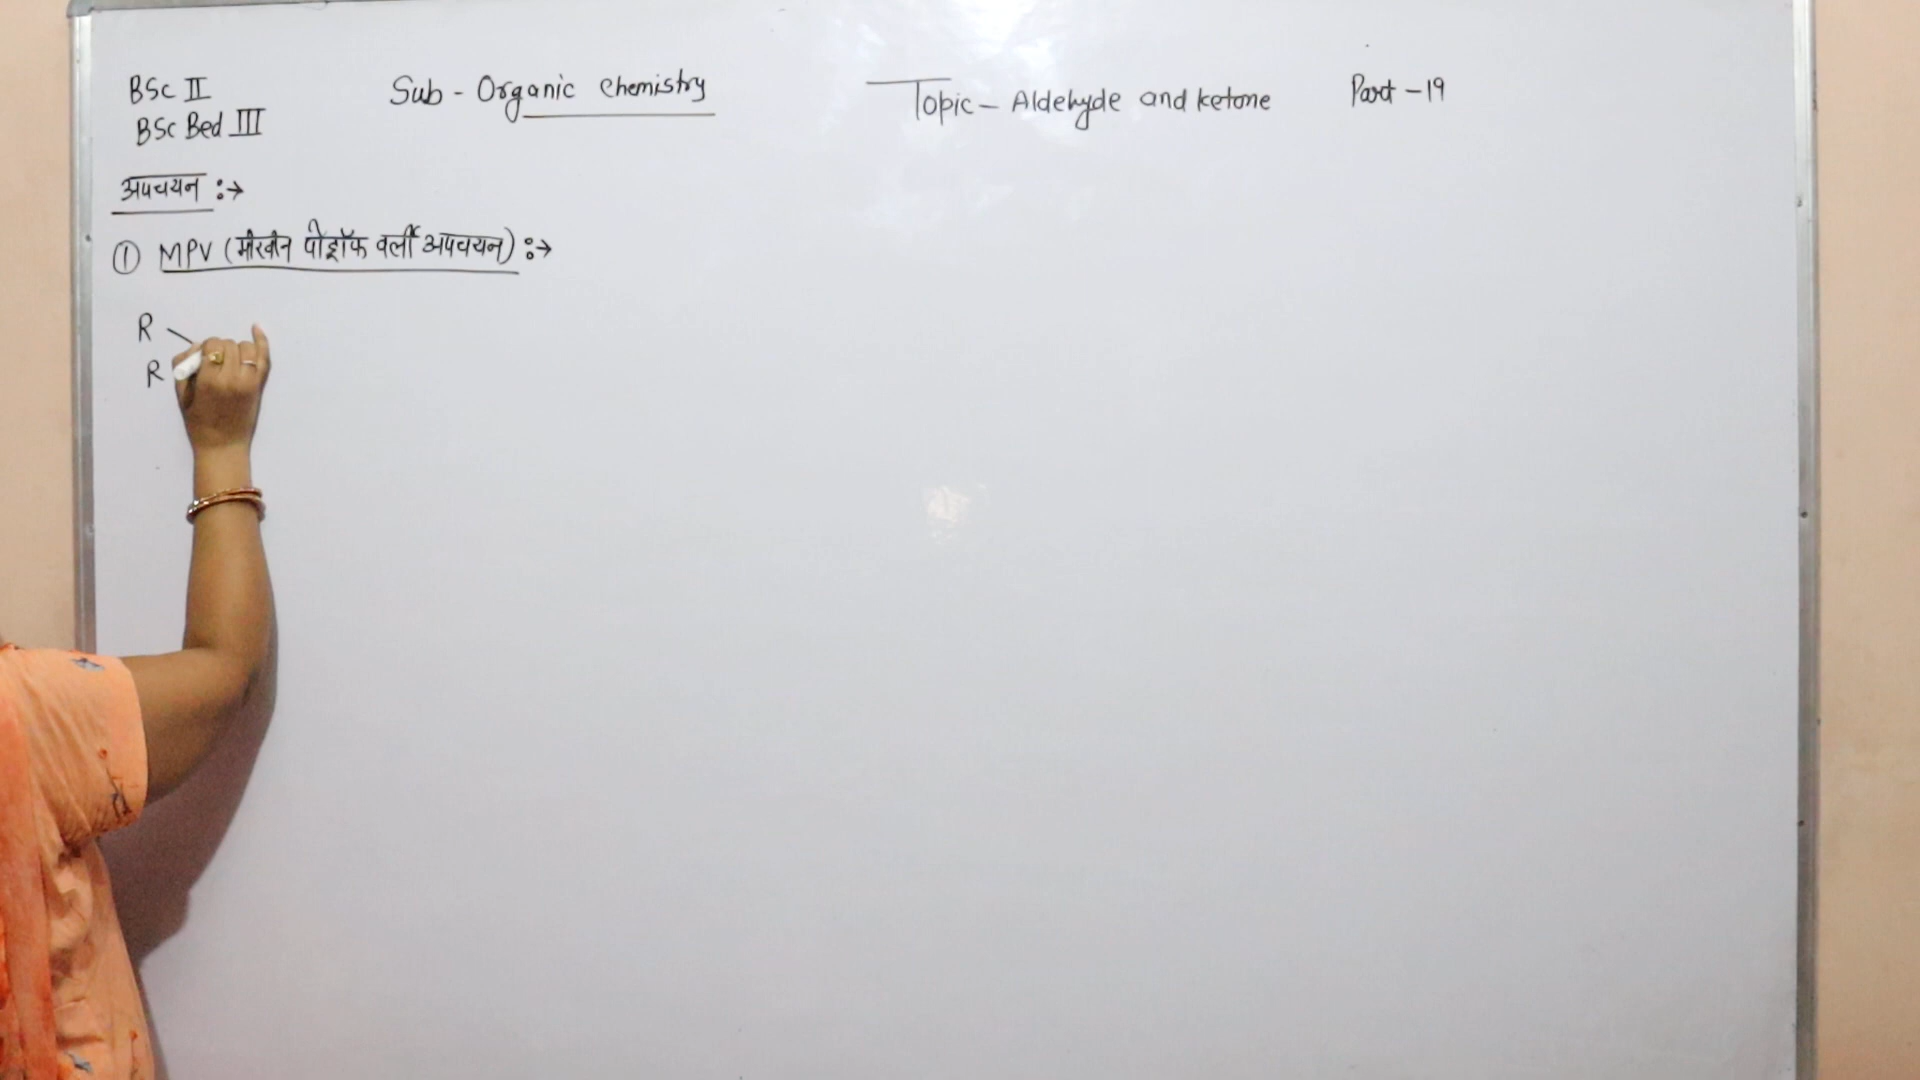 BSc II Sub - Organic Chemistry Topic - Aldehyde and ketone Part - 19
BSc Bed III
अपचयन :→
① MPV (मीरवीन पोन्ड्रॉफ वर्ली अपचयन) :→
R
R